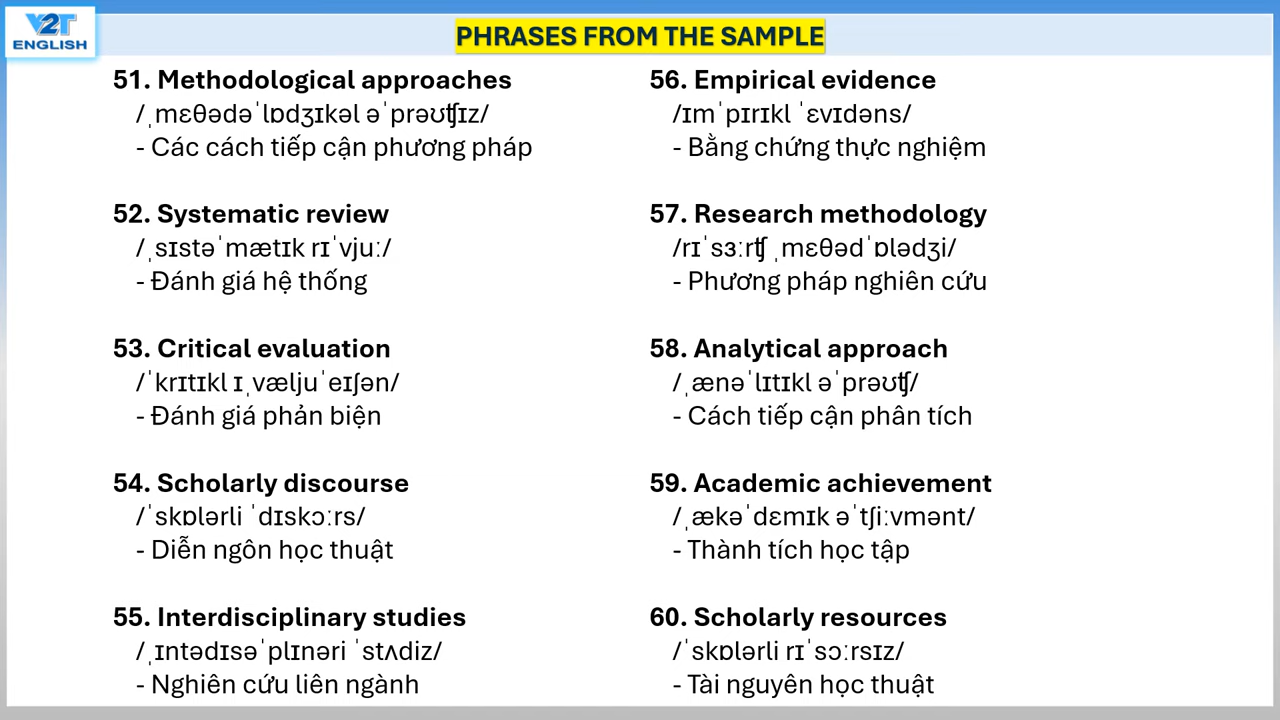 V2T
ENGLISH
PHRASES FROM THE SAMPLE
51. Methodological approaches
/ˌmɛθədəˈlɒdʒɪkəl əˈprəʊʧɪz/
- Các cách tiếp cận phương pháp
52. Systematic review
/ˌsɪstəˈmætɪk rɪˈvjuː/
- Đánh giá hệ thống
53. Critical evaluation
/ˈkrɪtɪkl ɪˌvæljuˈeɪʃən/
- Đánh giá phản biện
54. Scholarly discourse
/ˈskɒlərli ˈdɪskɔːrs/
- Diễn ngôn học thuật
55. Interdisciplinary studies
/ˌɪntədɪsəˈplɪnəri ˈstʌdiz/
- Nghiên cứu liên ngành
56. Empirical evidence
/ɪmˈpɪrɪkl ˈɛvɪdəns/
- Bằng chứng thực nghiệm
57. Research methodology
/rɪˈsɜːrʧ ˌmɛθədˈɒlədʒi/
- Phương pháp nghiên cứu
58. Analytical approach
/ˌænəˈlɪtɪkl əˈprəʊʧ/
- Cách tiếp cận phân tích
59. Academic achievement
/ˌækəˈdɛmɪk əˈtʃiːvmənt/
- Thành tích học tập
60. Scholarly resources
/ˈskɒlərli rɪˈsɔːrsɪz/
- Tài nguyên học thuật